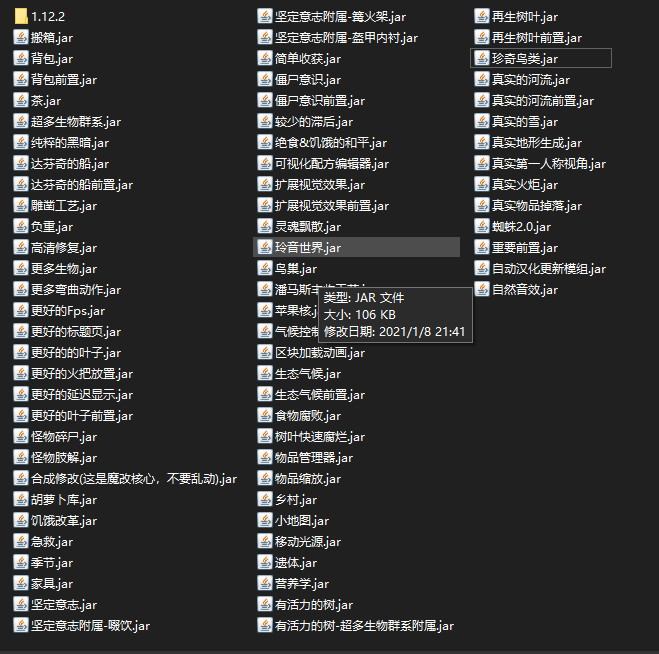 1.12.2
搬箱.jar
背包.jar
背包前置.jar
茶.jar
超多生物群系.jar
纯粹的黑暗.jar
达芬奇的船.jar
达芬奇的船前置.jar
雕凿工艺.jar
负重.jar
高清修复.jar
更多生物.jar
更多弯曲动作.jar
更好的Fps.jar
更好的标题页.jar
更好的的叶子.jar
更好的火把放置.jar
更好的延迟显示.jar
更好的叶子前置.jar
怪物碎尸.jar
怪物肢解.jar
合成修改(这是魔改核心，不要乱动).jar
胡萝卜库.jar
饥饿改革.jar
急救.jar
季节.jar
家具.jar
坚定意志.jar
坚定意志附属-啜饮.jar
坚定意志附属-篝火架.jar
坚定意志附属-盔甲内衬.jar
简单收获.jar
僵尸意识.jar
僵尸意识前置.jar
较少的滞后.jar
绝食&饥饿的和平.jar
可视化配方编辑器.jar
扩展视觉效果.jar
扩展视觉效果前置.jar
灵魂飘散.jar
玲音世界.jar
鸟巢.jar
潘马斯
类型: JAR 文件
苹果核.j
大小: 106 KB
气候控制
修改日期: 2021/1/8 21:41
区块加载动画.jar
生态气候.jar
生态气候前置.jar
食物腐败.jar
树叶快速腐烂.jar
物品管理器.jar
物品缩放.jar
乡村.jar
小地图.jar
移动光源.jar
遗体.jar
营养学.jar
有活力的树.jar
有活力的树-超多生物群系附属.jar
再生树叶.jar
再生树叶前置.jar
珍奇鸟类.jar
真实的河流.jar
真实的河流前置.jar
真实的雪.jar
真实地形生成.jar
真实第一人称视角.jar
真实火炬.jar
真实物品掉落.jar
蜘蛛2.0.jar
重要前置.jar
自动汉化更新模组.jar
自然音效.jar